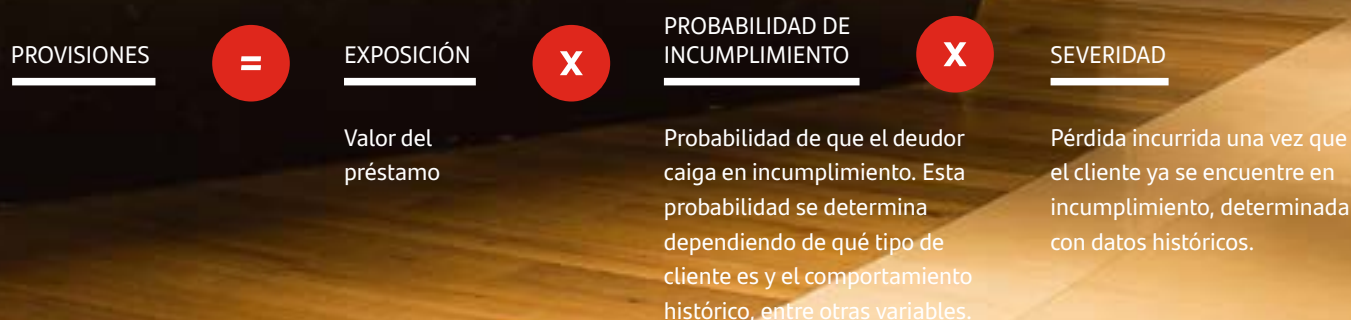 PROVISIONES
=
EXPOSICIÓN
X
PROBABILIDAD DE
INCUMPLIMIENTO
X
SEVERIDAD
Valor del
préstamo
Probabilidad de que el deudor
caiga en incumplimiento. Esta
probabilidad se determina
dependiendo de qué tipo de
cliente es y el comportamiento
histórico, entre otras variables.
Pérdida incurrida una vez que
el cliente ya se encuentre en
incumplimiento, determinada
con datos históricos.